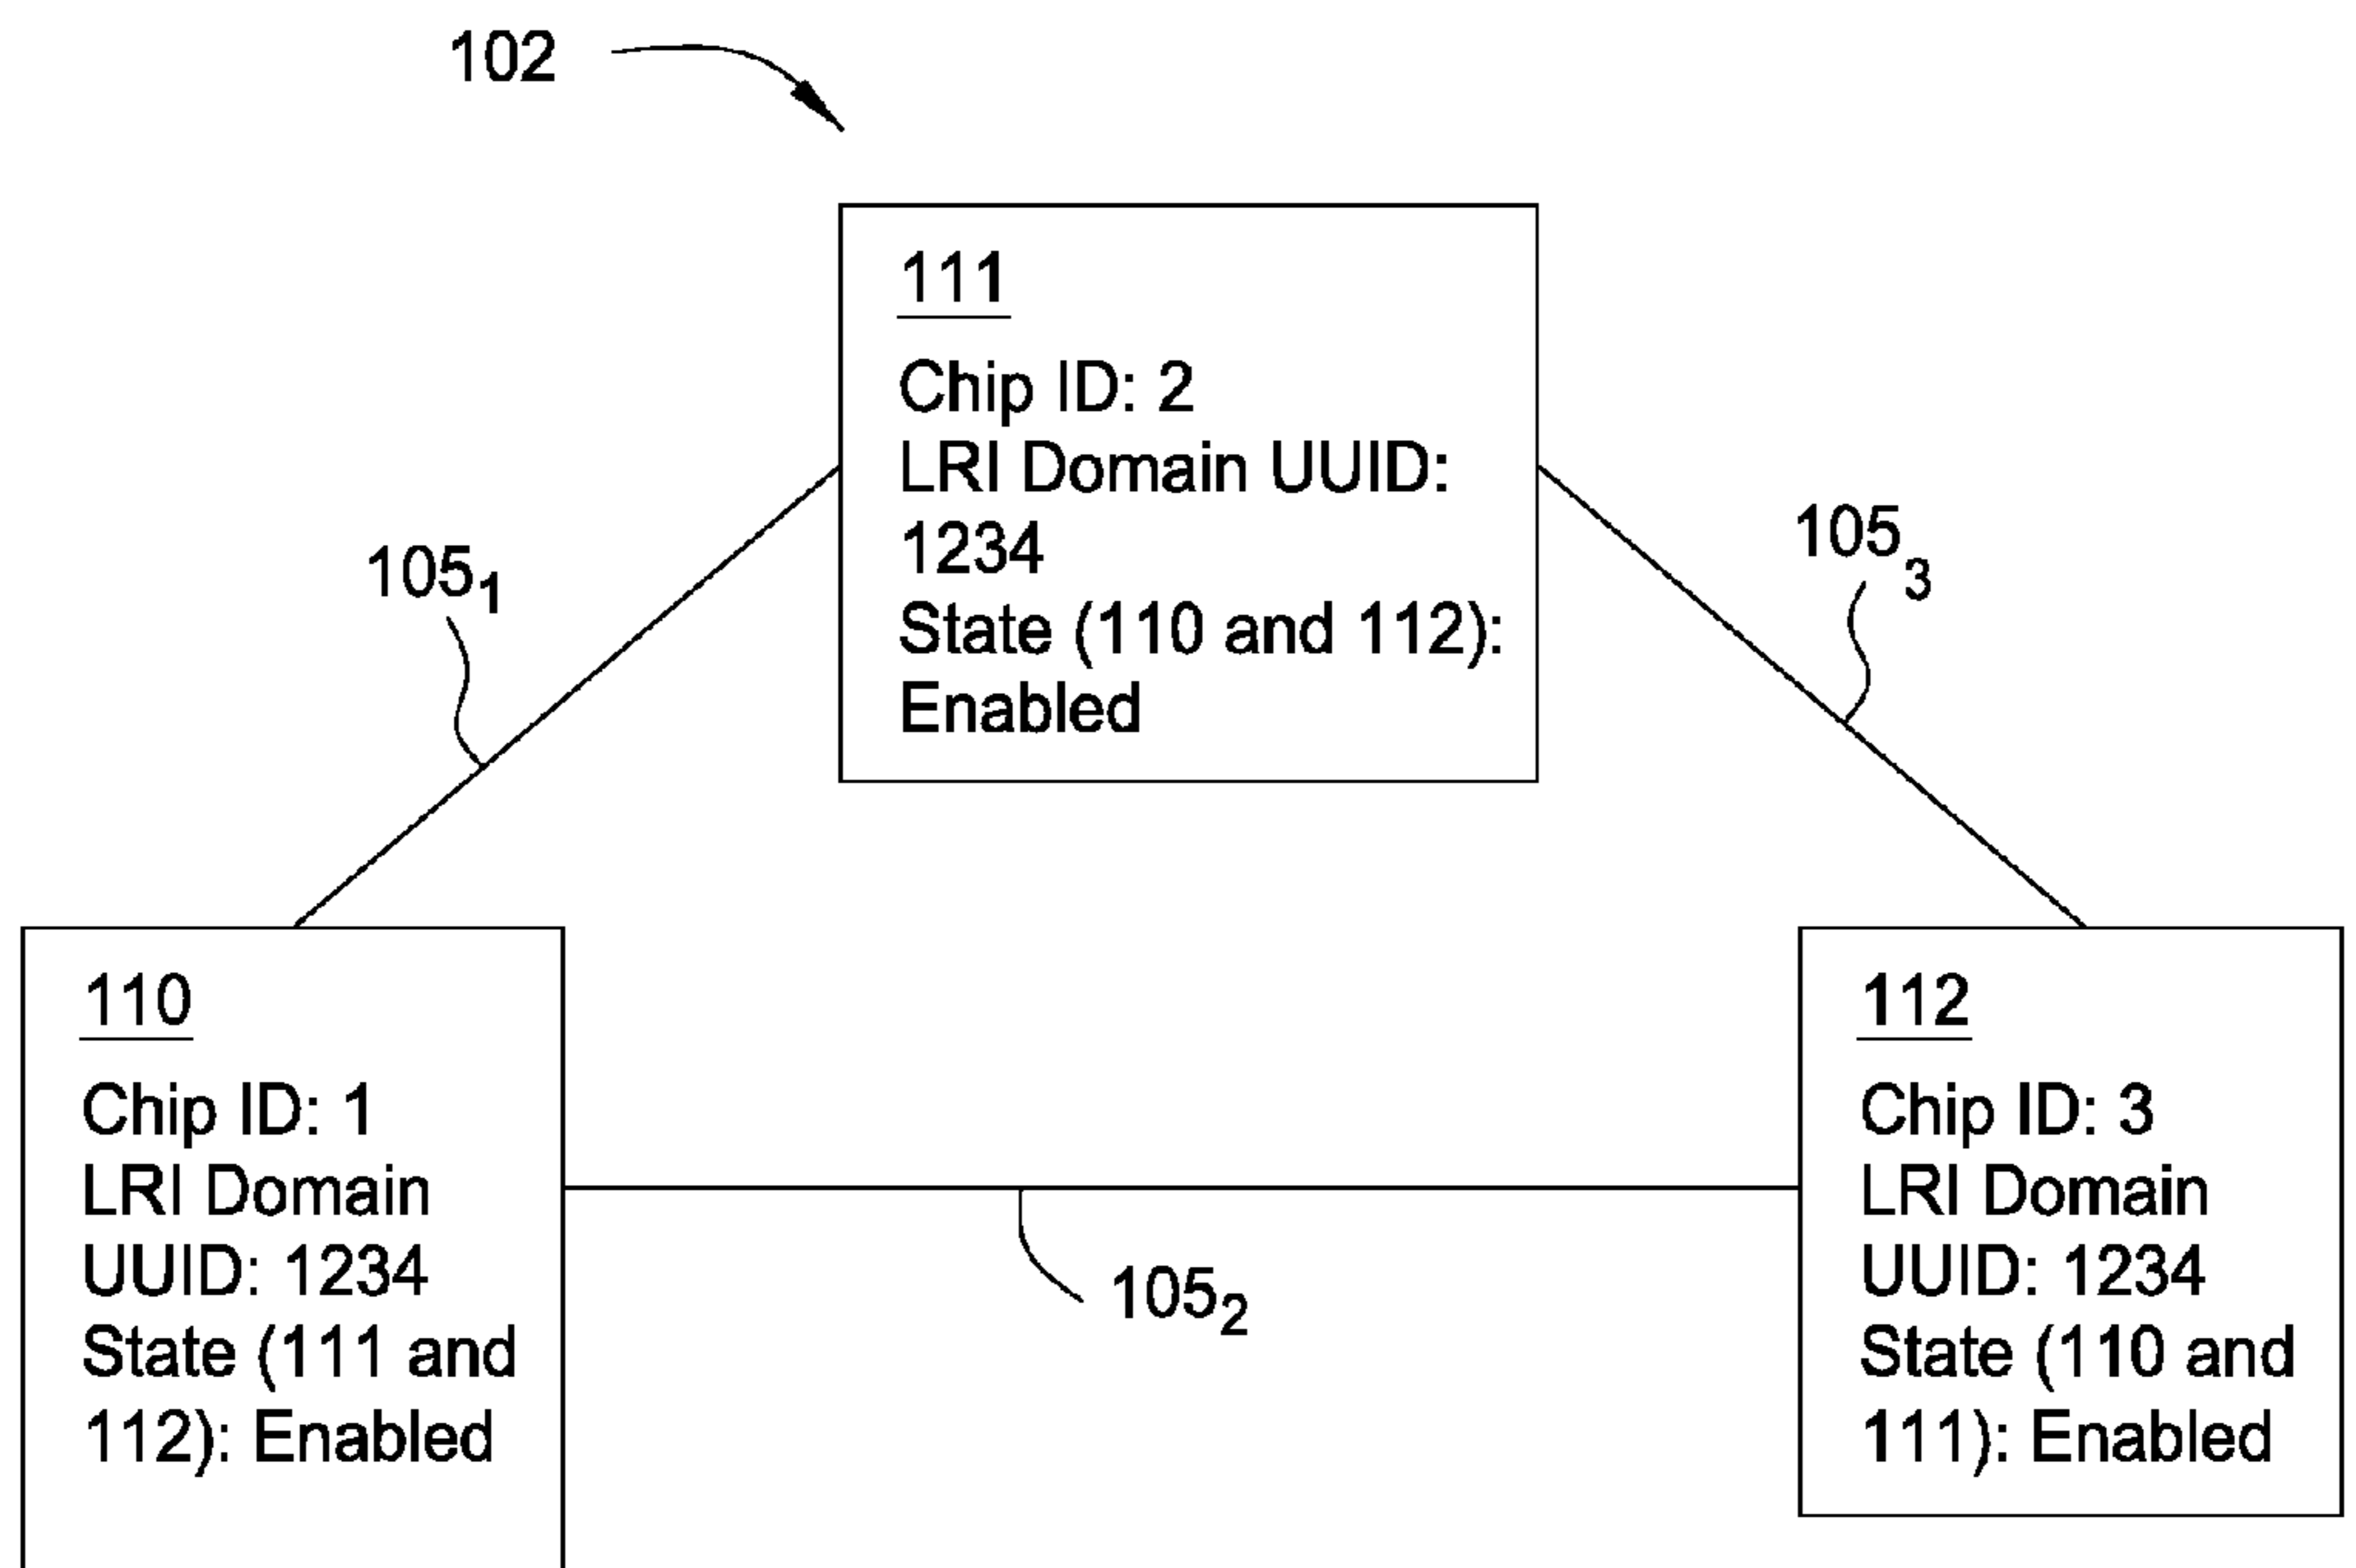 102
111
Chip ID: 2
LRI Domain UUID:
1234
State (110 and 112):
Enabled
105₁
105₃
110
Chip ID: 1
LRI Domain
UUID: 1234
State (111 and
112): Enabled
112
Chip ID: 3
LRI Domain
UUID: 1234
State (110 and
111): Enabled
105₂